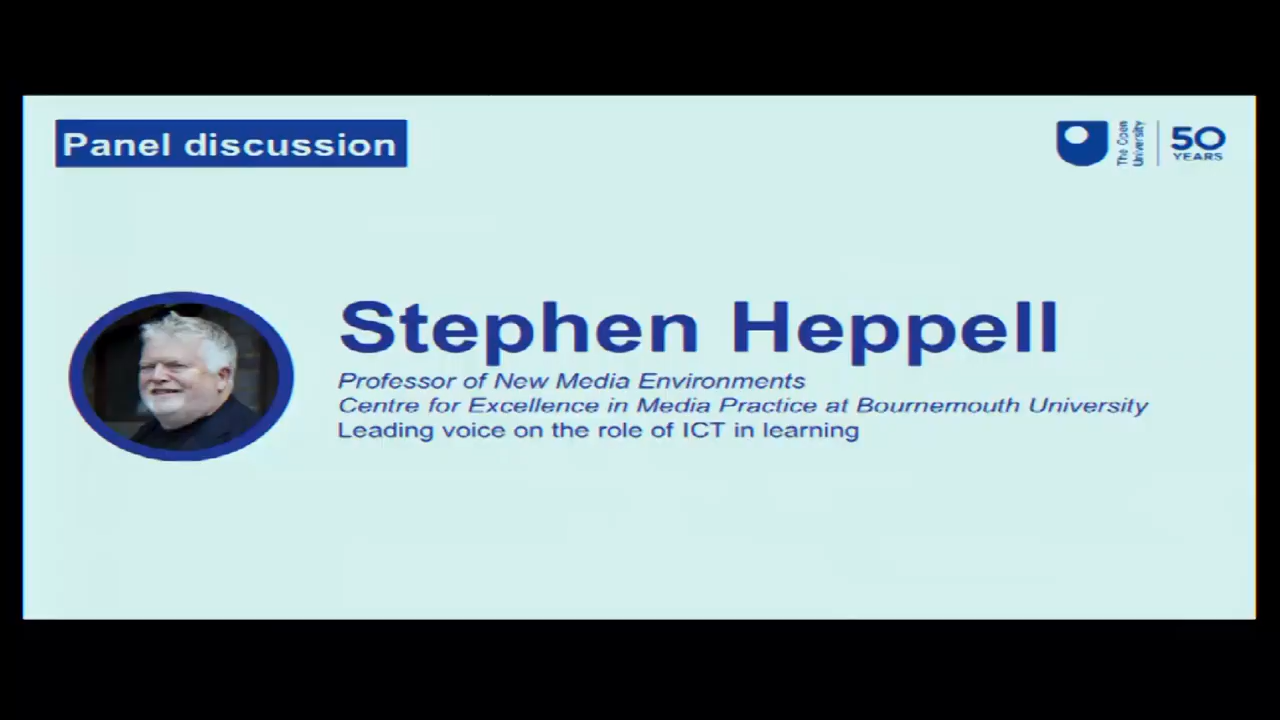 Panel discussion
The Open
University
50
YEARS
Stephen Heppell
Professor of New Media Environments
Centre for Excellence in Media Practice at Bournemouth University
Leading voice on the role of ICT in learning